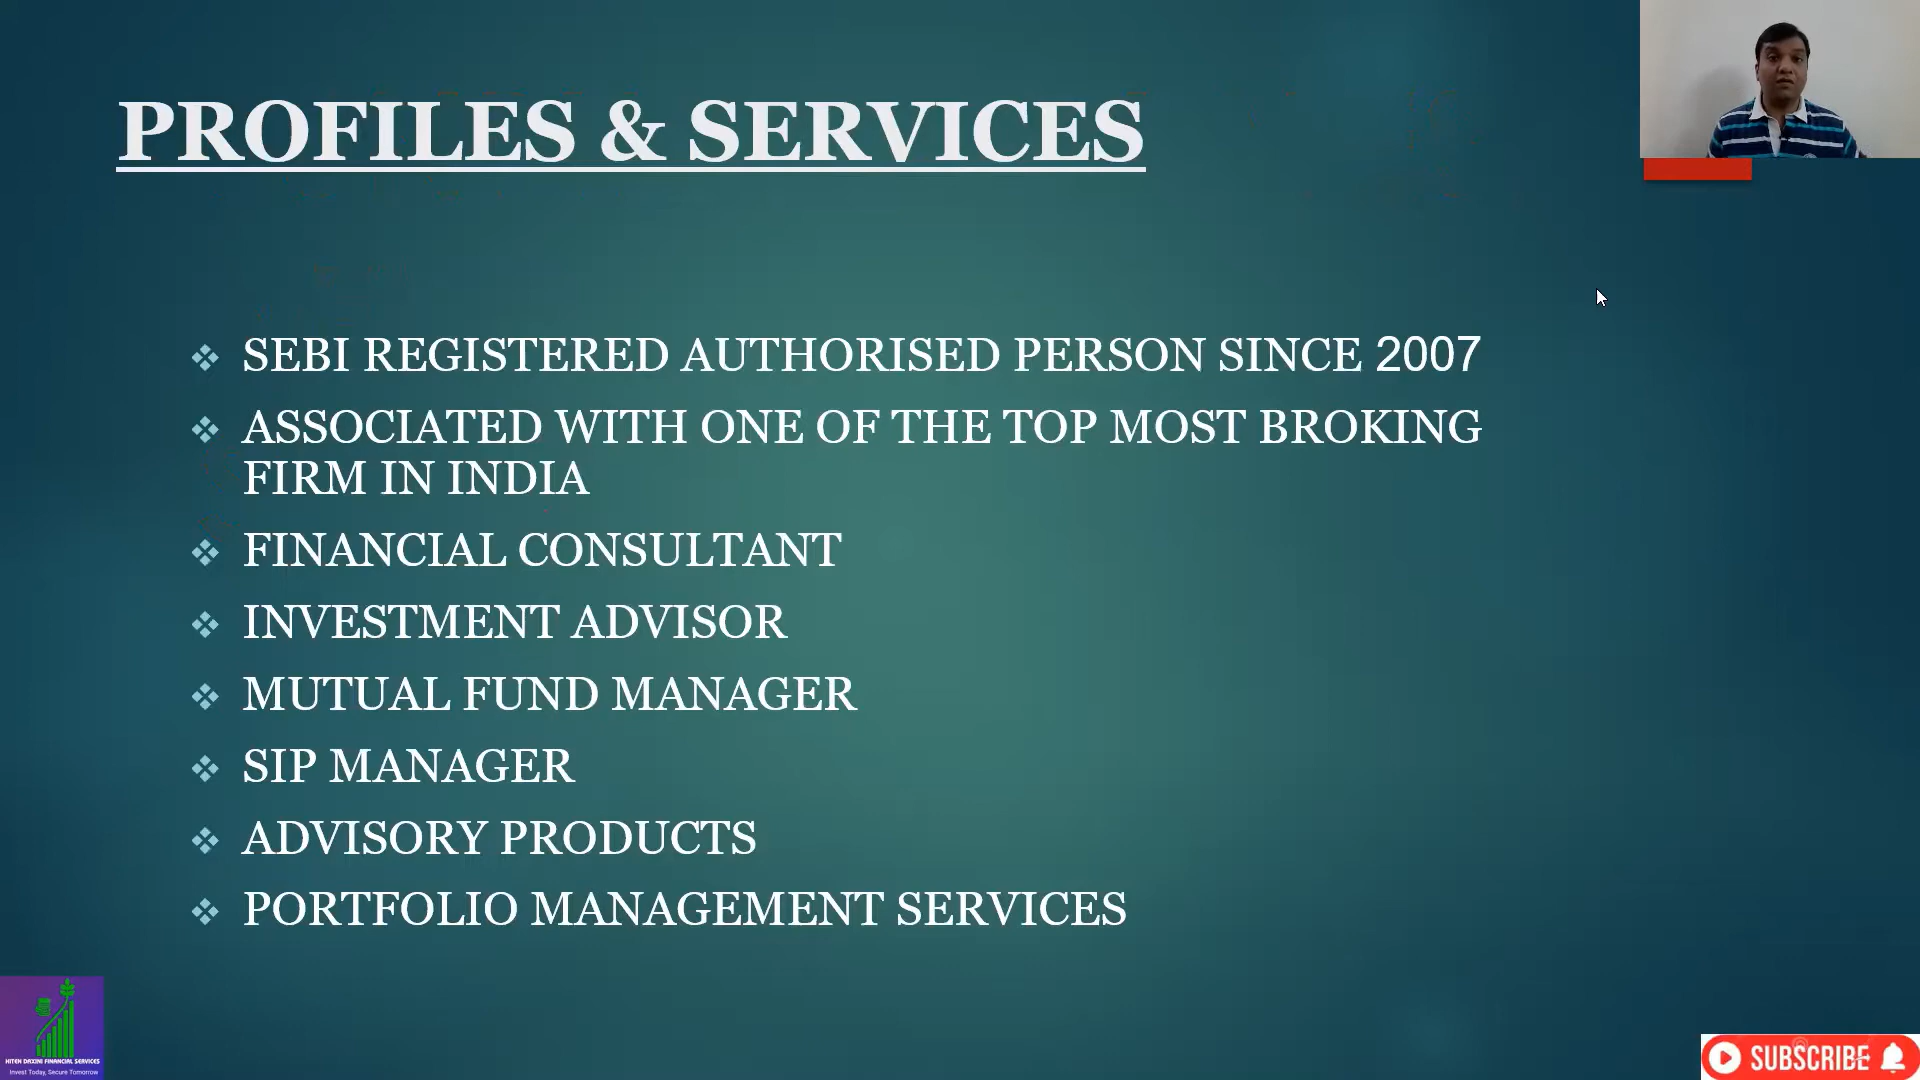 PROFILES & SERVICES
SEBI REGISTERED AUTHORISED PERSON SINCE 2007
ASSOCIATED WITH ONE OF THE TOP MOST BROKING
FIRM IN INDIA
FINANCIAL CONSULTANT
INVESTMENT ADVISOR
MUTUAL FUND MANAGER
SIP MANAGER
ADVISORY PRODUCTS
PORTFOLIO MANAGEMENT SERVICES
HITEN DAXINI FINANCIAL SERVICES
Invest Today, Secure Tomorrow
SUBSCRIBE